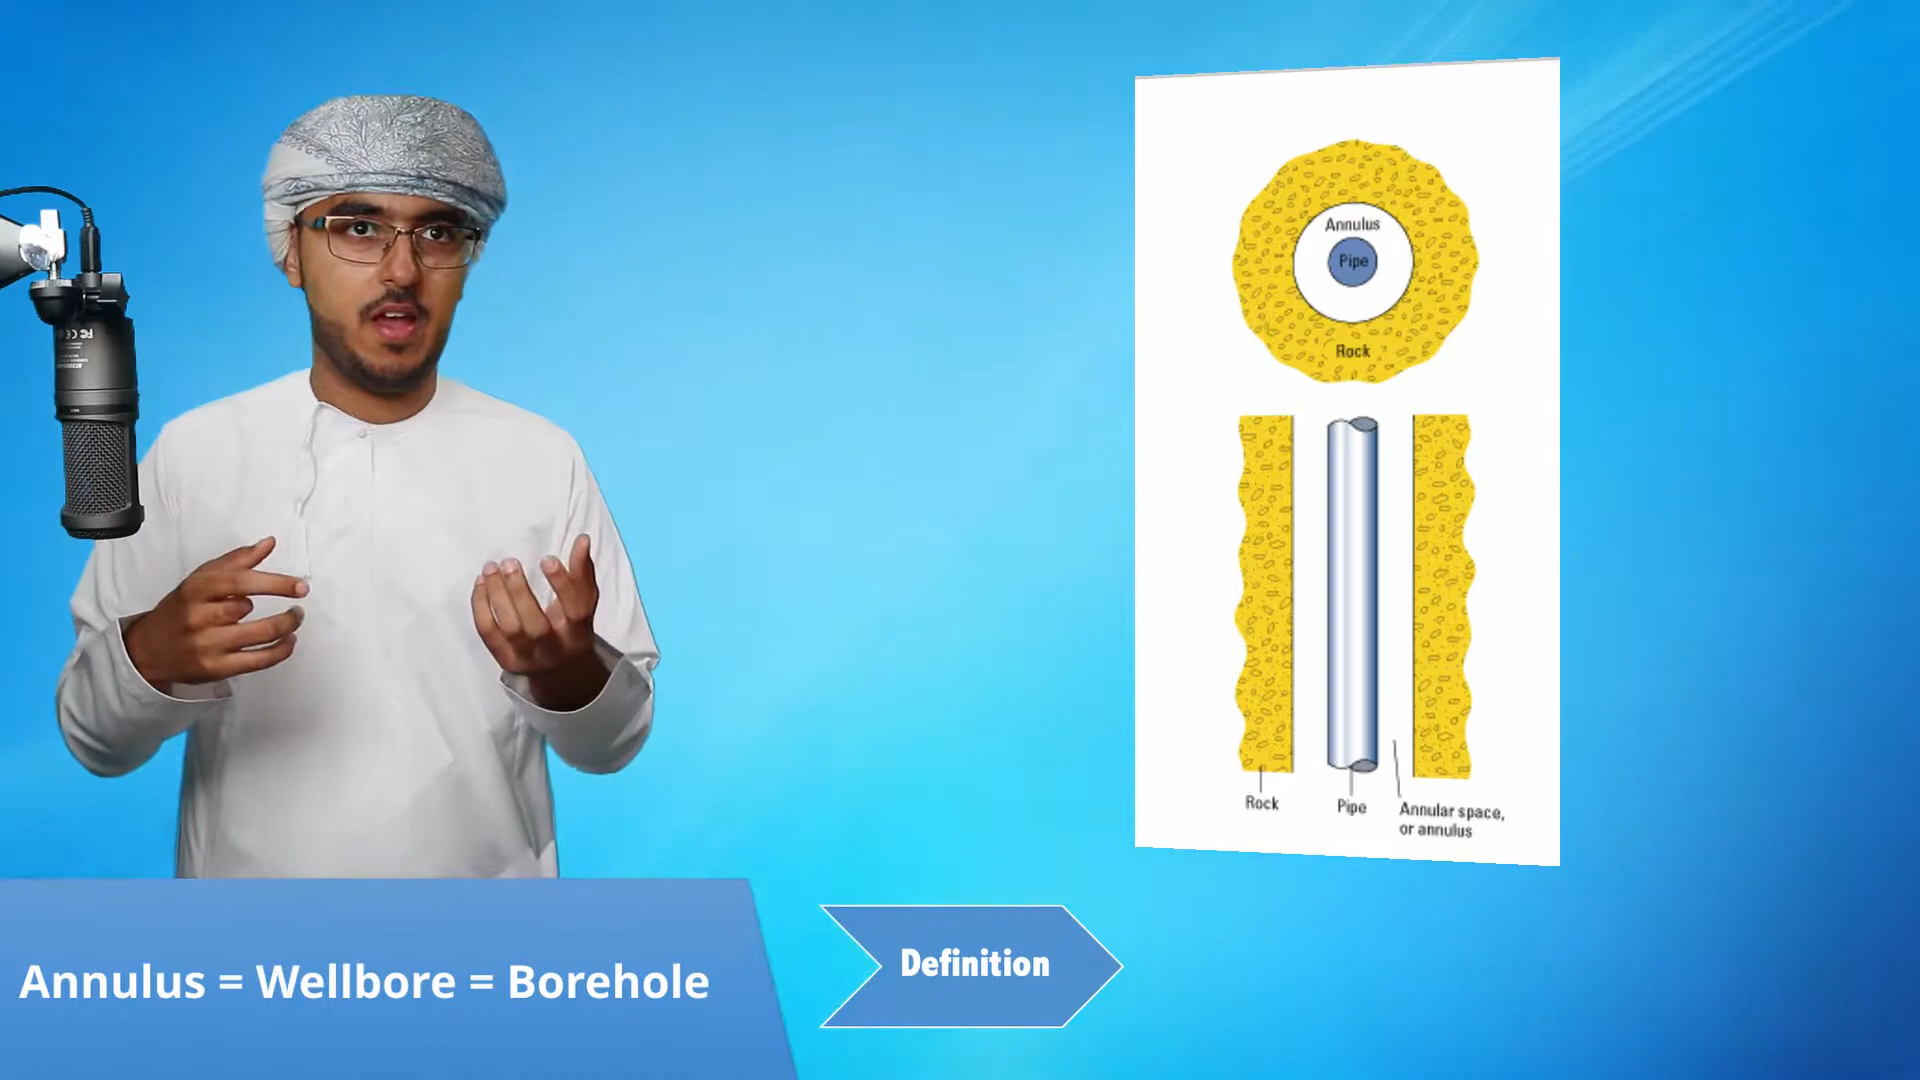 Annulus
Pipe
Rock
Rock
Pipe
Annular space,
or annulus
Annulus = Wellbore = Borehole
Definition